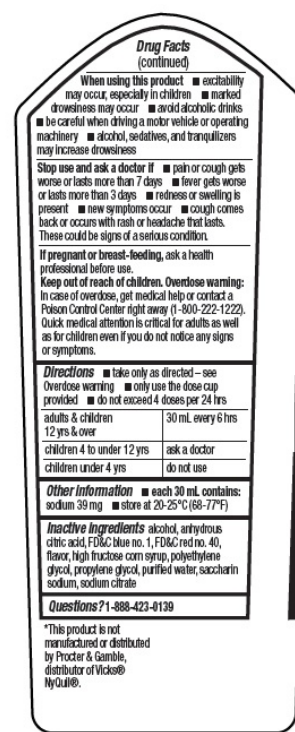 Drug Facts
(continued)
When using this product ■ excitability
may occur, especially in children ■ marked
drowsiness may occur ■ avoid alcoholic drinks
■ be careful when driving a motor vehicle or operating
machinery ■ alcohol, sedatives, and tranquilizers
may increase drowsiness
Stop use and ask a doctor if ■ pain or cough gets
worse or lasts more than 7 days ■ fever gets worse
or lasts more than 3 days ■ redness or swelling is
present ■ new symptoms occur ■ cough comes
back or occurs with rash or headache that lasts.
These could be signs of a serious condition.
If pregnant or breast-feeding, ask a health
professional before use.
Keep out of reach of children. Overdose warning:
In case of overdose, get medical help or contact a
Poison Control Center right away (1-800-222-1222).
Quick medical attention is critical for adults as well
as for children even if you do not notice any signs
or symptoms.
Directions ■ take only as directed – see
Overdose warning ■ only use the dose cup
provided ■ do not exceed 4 doses per 24 hrs
adults & children 30 mL every 6 hrs
12 yrs & over
children 4 to under 12 yrs ask a doctor
children under 4 yrs do not use
Other information ■ each 30 mL contains:
sodium 39 mg ■ store at 20-25°C (68-77°F)
Inactive ingredients alcohol, anhydrous
citric acid, FD&C blue no. 1, FD&C red no. 40,
flavor, high fructose corn syrup, polyethylene
glycol, propylene glycol, purified water, saccharin
sodium, sodium citrate
Questions? 1-888-423-0139
*This product is not
manufactured or distributed
by Procter & Gamble,
distributor of Vicks®
NyQuil®.